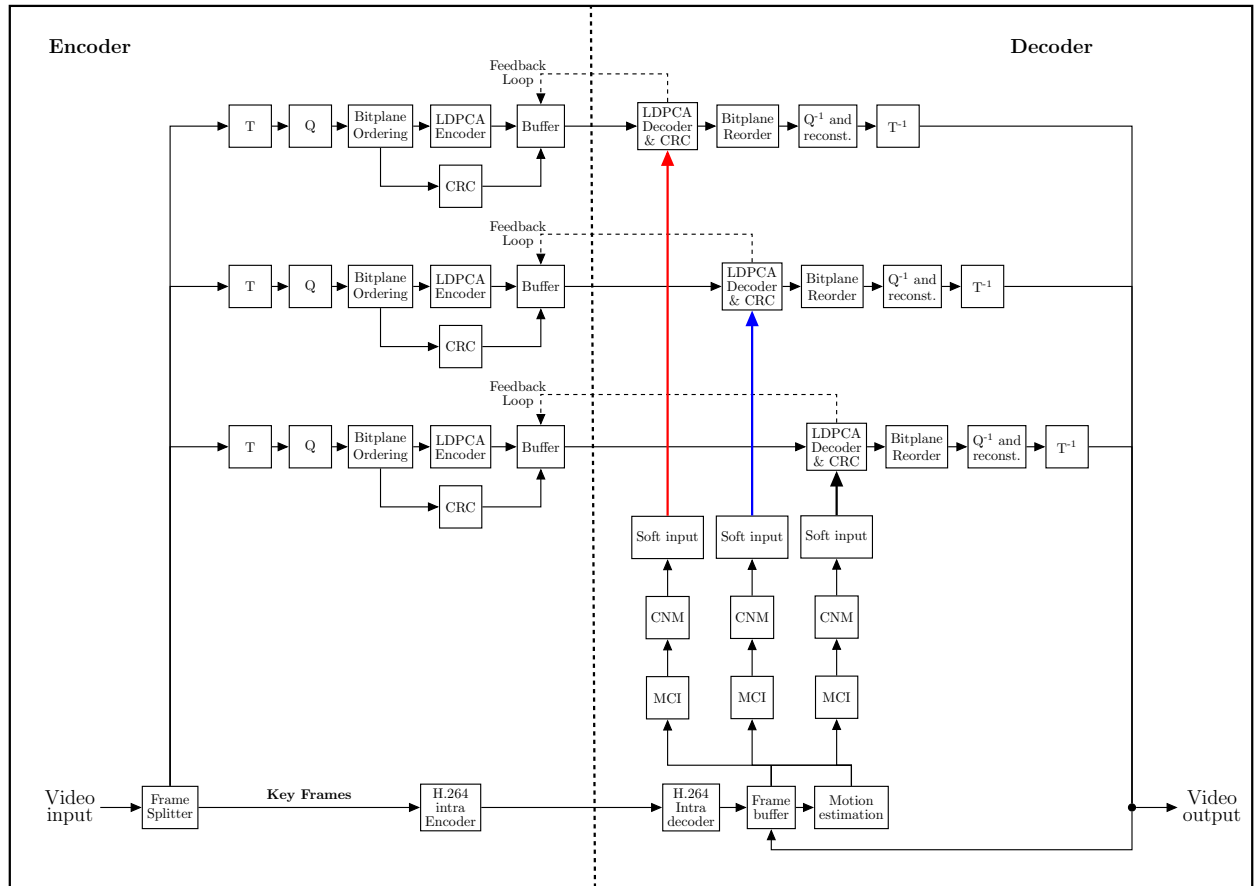 Encoder
Decoder
Feedback
Loop
T
Q
Bitplane
Ordering
LDPCA
Encoder
Buffer
CRC
LDPCA
Decoder
& CRC
Bitplane
Reorder
Q-1 and
reconst.
T-1
Feedback
Loop
T
Q
Bitplane
Ordering
LDPCA
Encoder
Buffer
CRC
LDPCA
Decoder
& CRC
Bitplane
Reorder
Q-1 and
reconst.
T-1
Feedback
Loop
T
Q
Bitplane
Ordering
LDPCA
Encoder
Buffer
CRC
LDPCA
Decoder
& CRC
Bitplane
Reorder
Q-1 and
reconst.
T-1
Soft input
Soft input
Soft input
CNM
CNM
CNM
MCI
MCI
MCI
Video
input
Frame
Splitter
Key Frames
H.264
intra
Encoder
H.264
Intra
decoder
Frame
buffer
Motion
estimation
Video
output